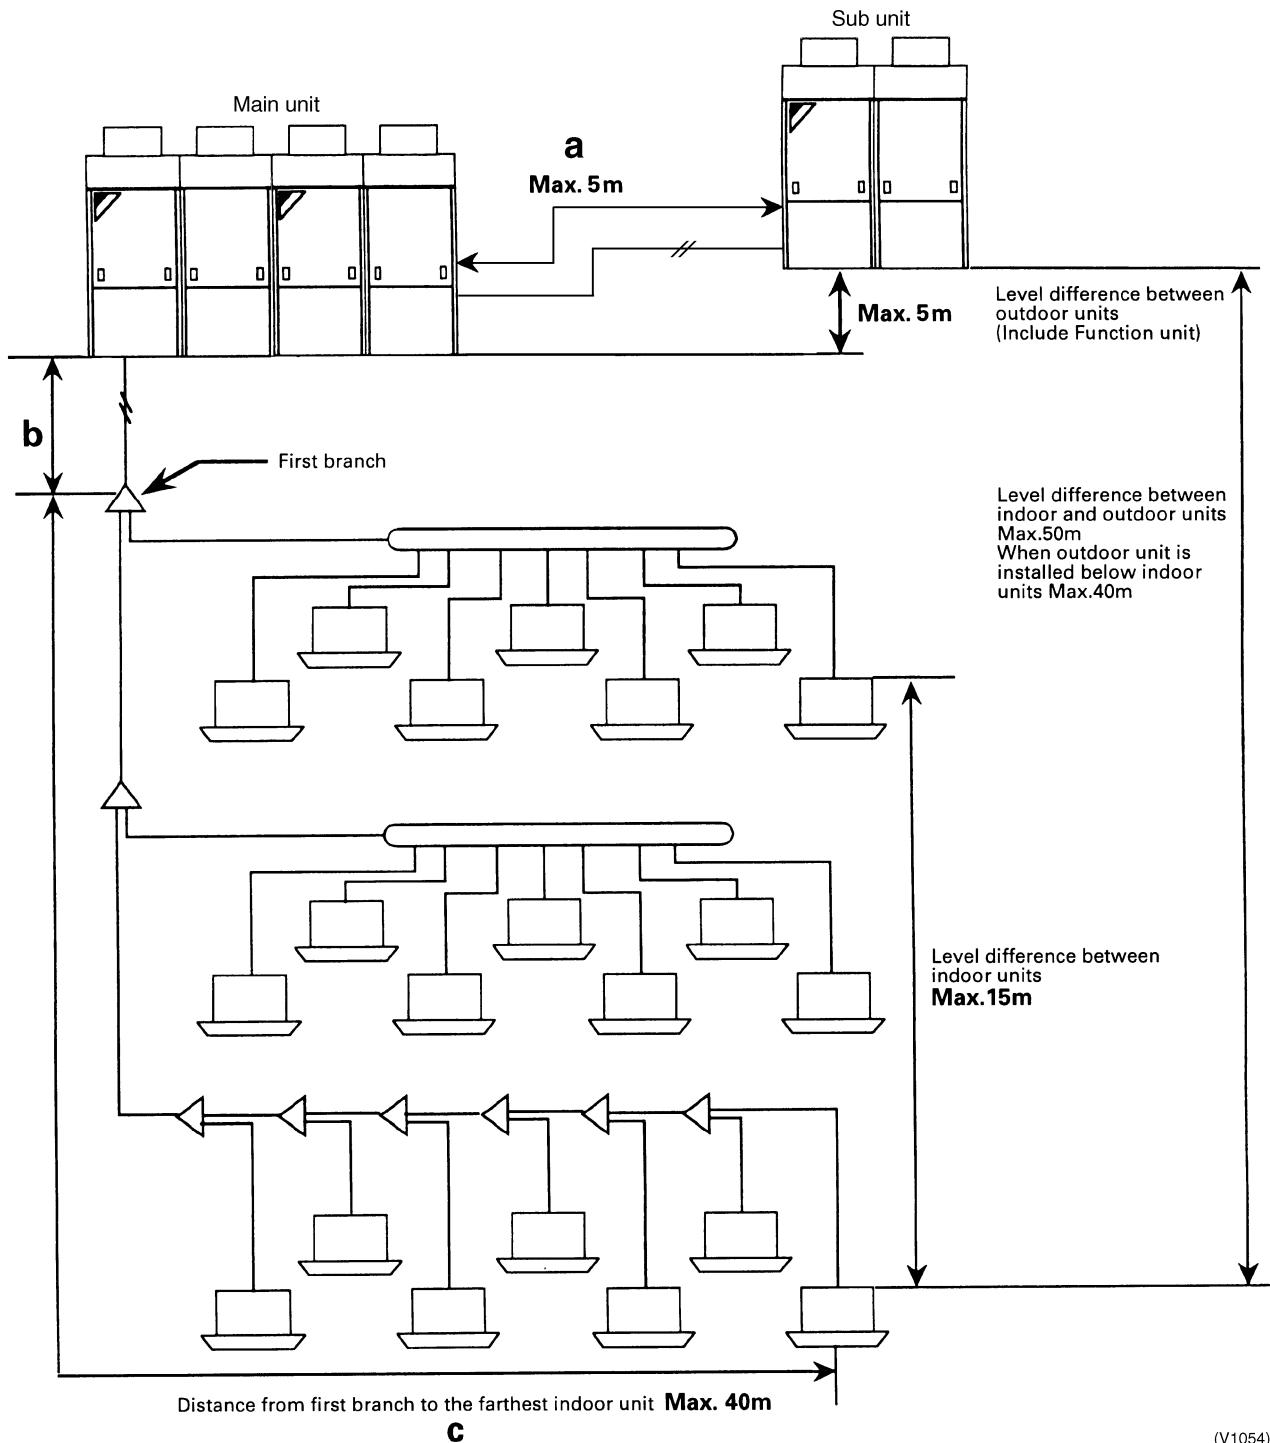 Sub unit
Main unit
a
Max. 5m
Max. 5m
Level difference between
outdoor units
(Include Function unit)
b
First branch
Level difference between
indoor and outdoor units
Max.50m
When outdoor unit is
installed below indoor
units Max.40m
Level difference between
indoor units
Max.15m
Distance from first branch to the farthest indoor unit Max. 40m
c
(V1054)